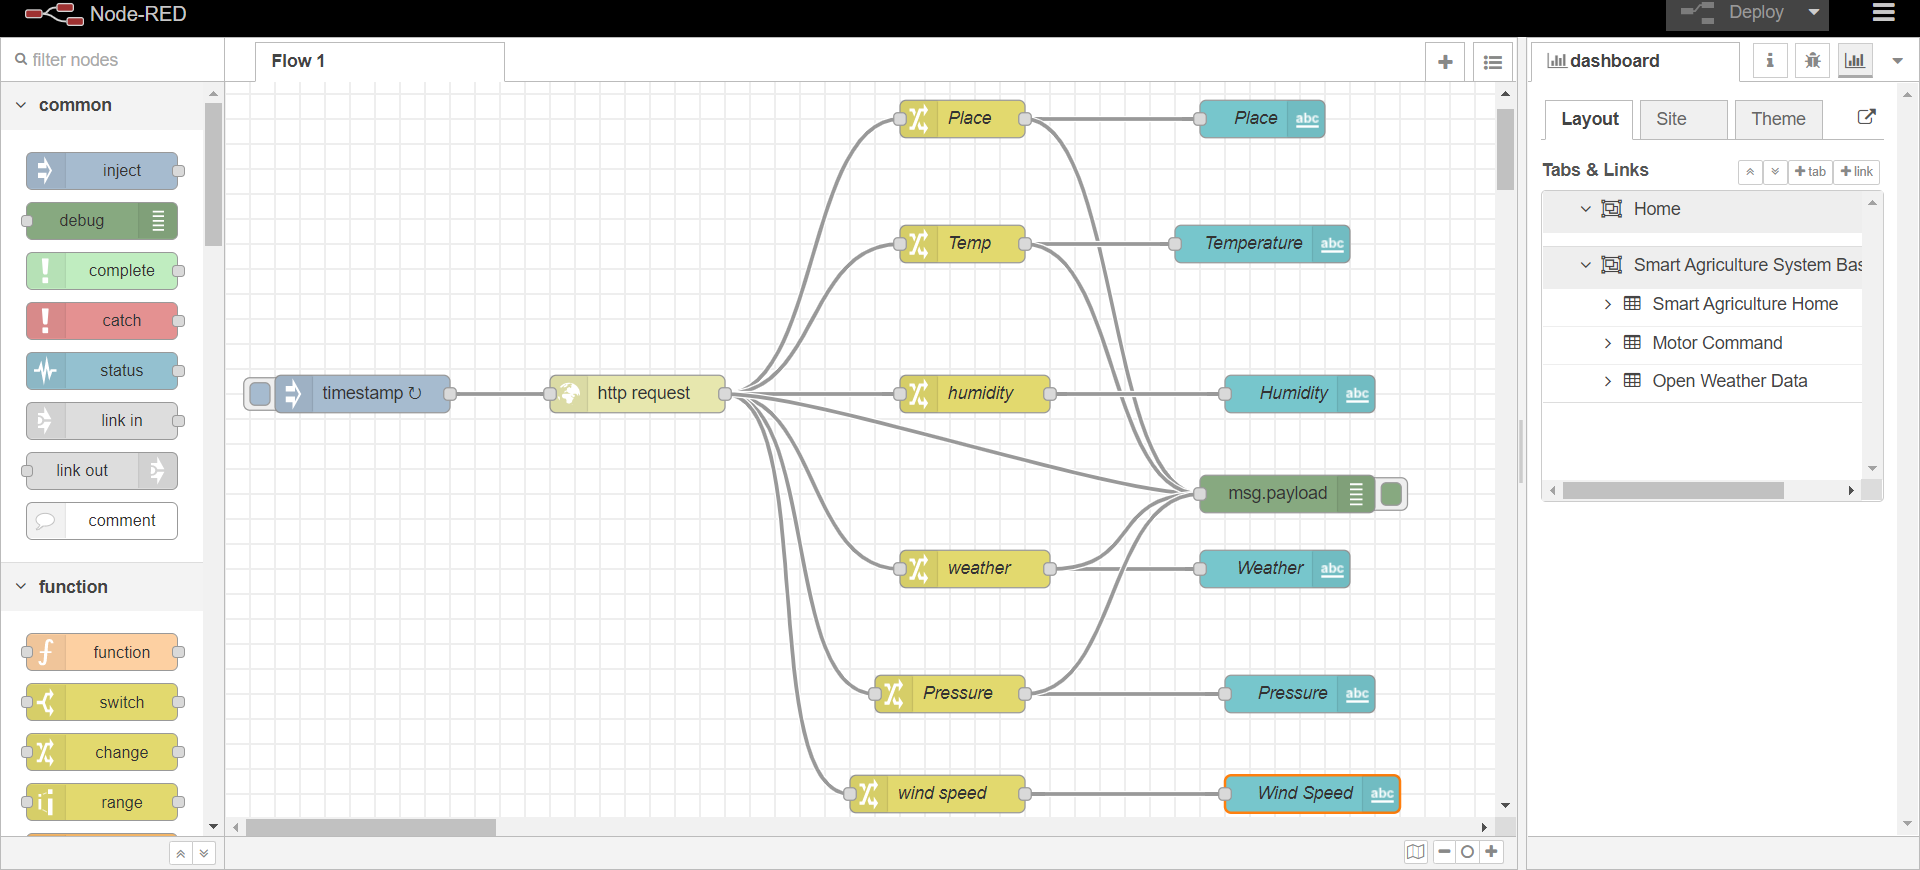 Node-RED
Deploy
filter nodes
common
inject
debug
complete
catch
status
link in
link out
comment
function
function
switch
change
range
Flow 1
Place
Place abc
Temp
Temperature abc
timestamp ↻
http request
humidity
Humidity abc
msg.payload
weather
Weather abc
Pressure
Pressure abc
wind speed
Wind Speed abc
dashboard
i
Layout
Site
Theme
Tabs & Links
+ tab
+ link
Home
Smart Agriculture System Bas
Smart Agriculture Home
Motor Command
Open Weather Data